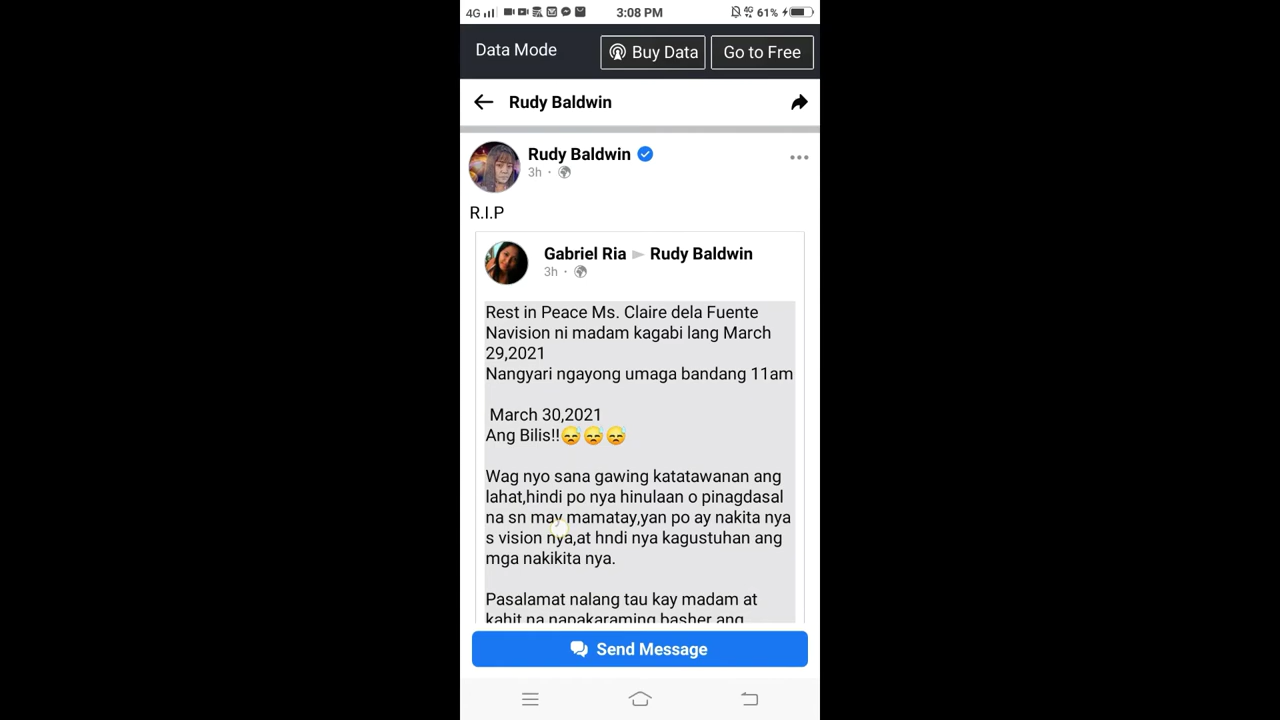 4G 3:08 PM 4G 61%
Data Mode Buy Data Go to Free
Rudy Baldwin
Rudy Baldwin
3h ·
R.I.P
Gabriel Ria ► Rudy Baldwin
3h ·
Rest in Peace Ms. Claire dela Fuente
Navision ni madam kagabi lang March
29,2021
Nangyari ngayong umaga bandang 11am
March 30,2021
Ang Bilis!!😓😓😓
Wag nyo sana gawing katatawanan ang
lahat,hindi po nya hinulaan o pinagdasal
na sn may mamatay,yan po ay nakita nya
s vision nya,at hndi nya kagustuhan ang
mga nakikita nya.
Pasalamat nalang tau kay madam at
kahit na napakaraming basher ang
Send Message